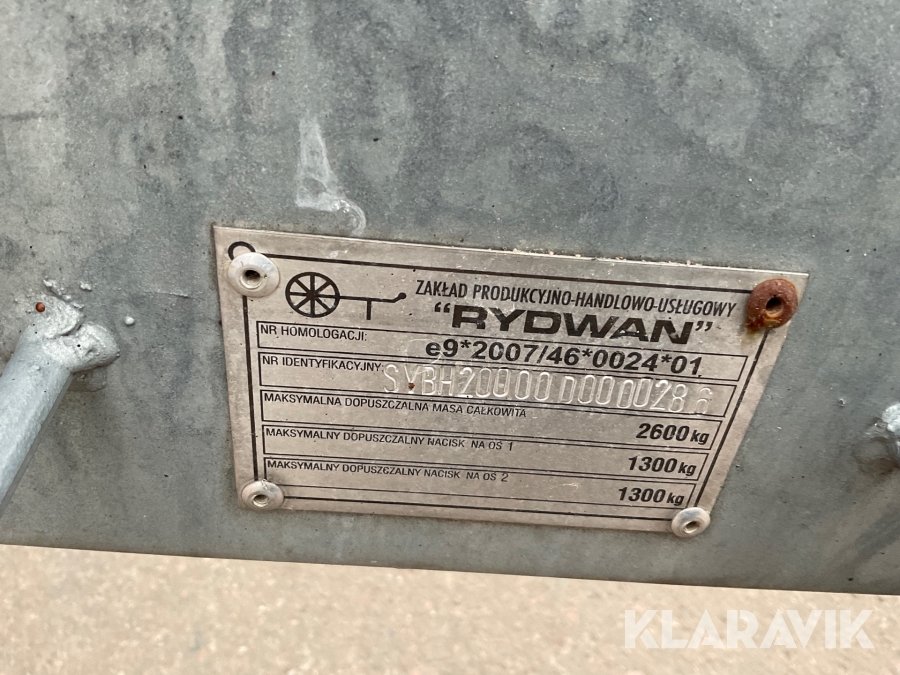 ZAKŁAD PRODUKCYJNO-HANDLOWO-USŁUGOWY
"RYDWAN"
NR HOMOLOGACJI: e9*2007/46*0024*01
NR IDENTYFIKACYJNY: SYBH20000D0000286
MAKSYMALNA DOPUSZCZALNA MASA CAŁKOWITA 2600 kg
MAKSYMALNY DOPUSZCZALNY NACISK NA OŚ 1 1300 kg
MAKSYMALNY DOPUSZCZALNY NACISK NA OŚ 2 1300 kg
KLARAVIK